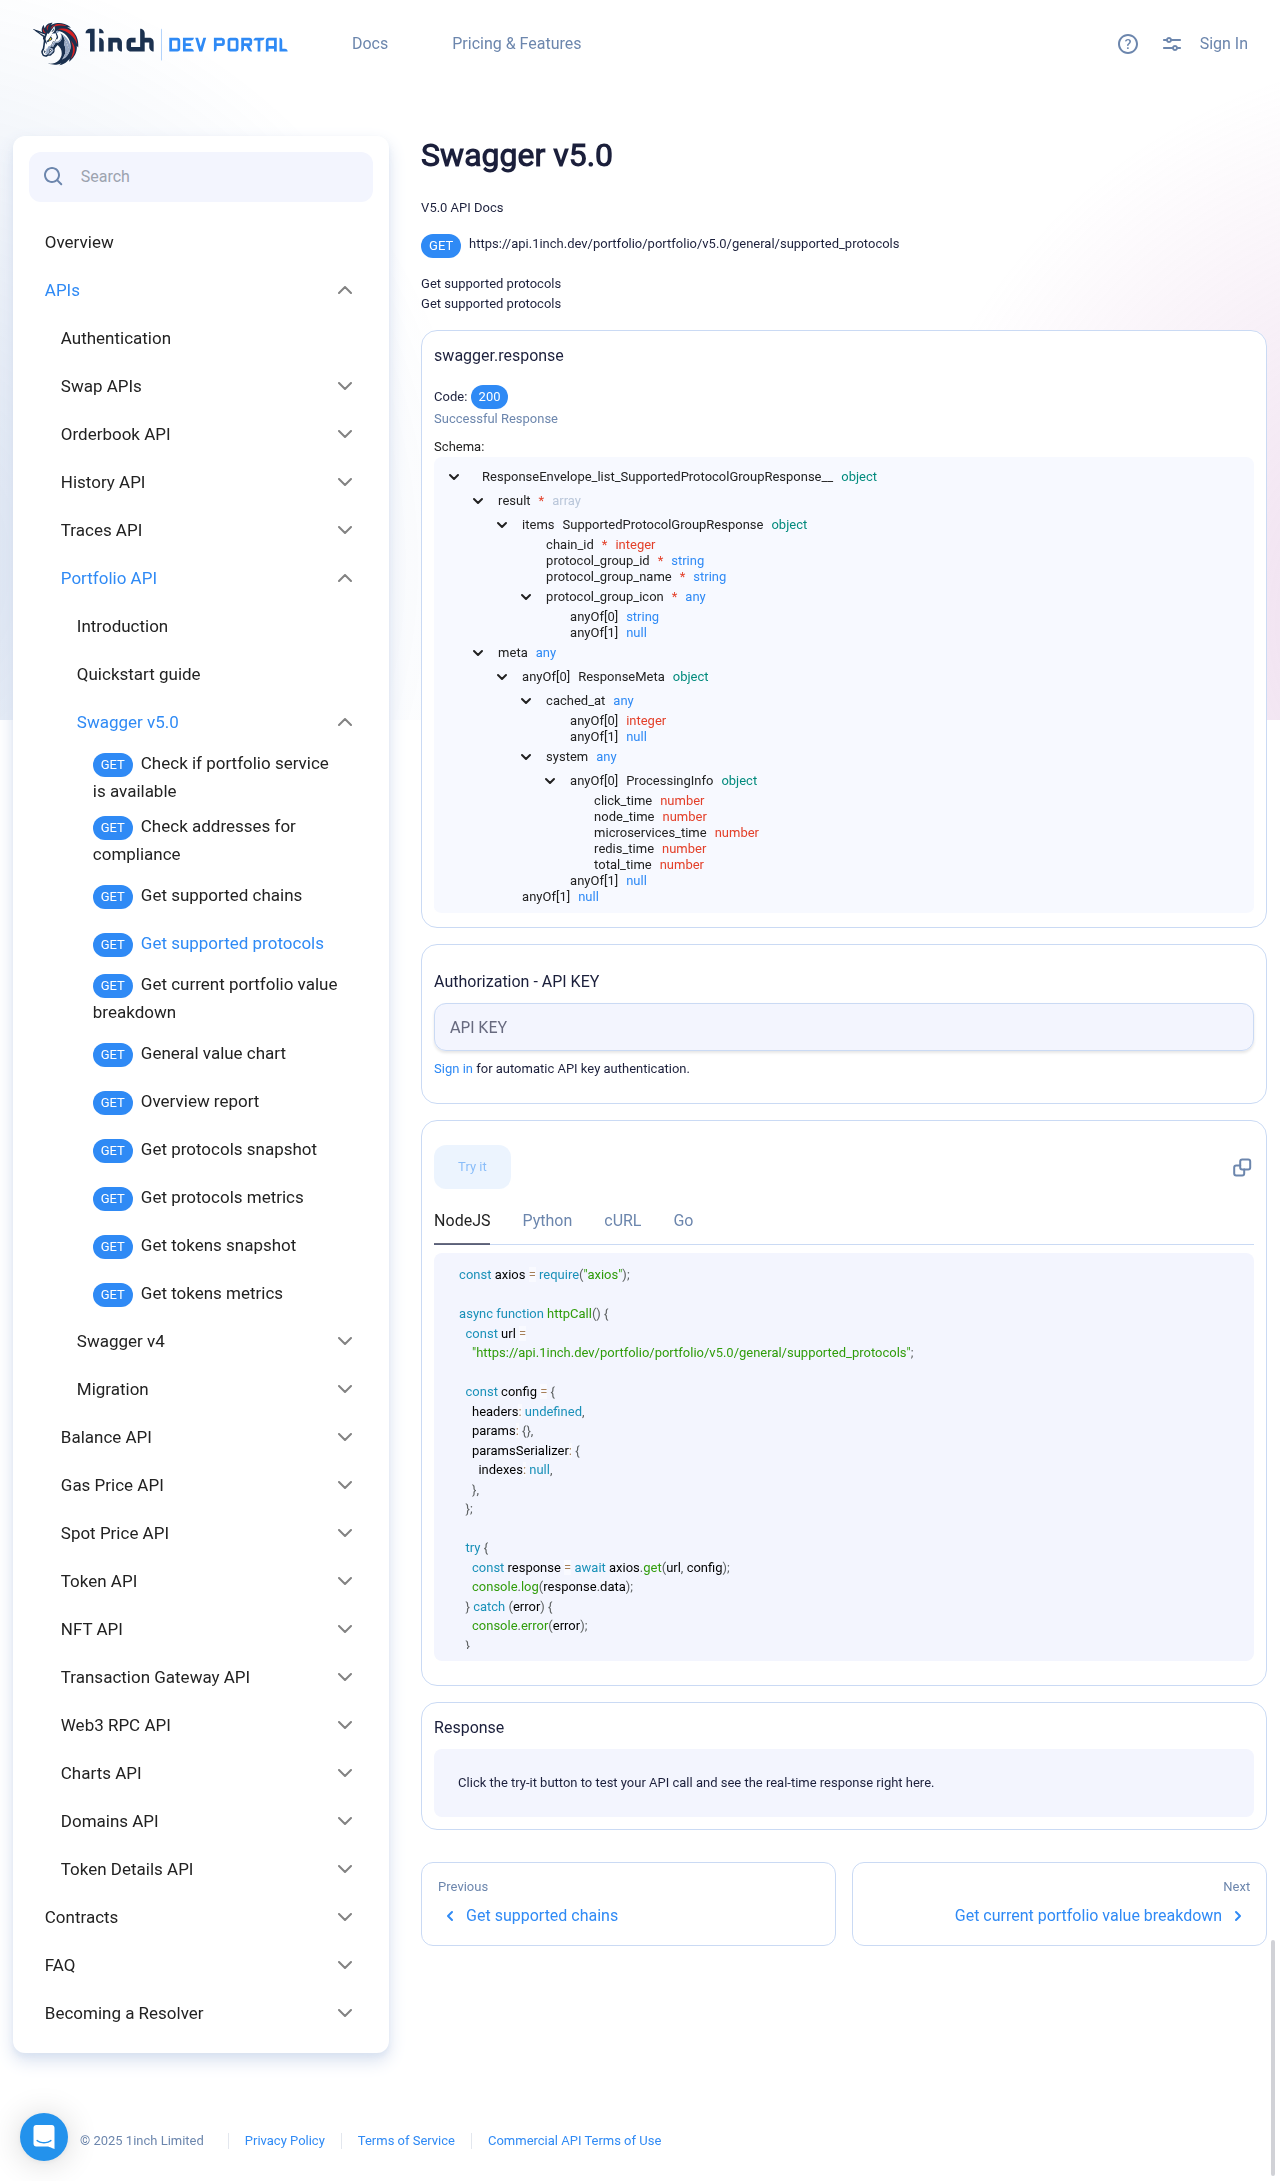 1inch DEV PORTAL
Docs
Pricing & Features
Sign In
Search
Overview
APIs
Authentication
Swap APIs
Orderbook API
History API
Traces API
Portfolio API
Introduction
Quickstart guide
Swagger v5.0
GET Check if portfolio service
is available
GET Check addresses for
compliance
GET Get supported chains
GET Get supported protocols
GET Get current portfolio value
breakdown
GET General value chart
GET Overview report
GET Get protocols snapshot
GET Get protocols metrics
GET Get tokens snapshot
GET Get tokens metrics
Swagger v4
Migration
Balance API
Gas Price API
Spot Price API
Token API
NFT API
Transaction Gateway API
Web3 RPC API
Charts API
Domains API
Token Details API
Contracts
FAQ
Becoming a Resolver
Swagger v5.0
V5.0 API Docs
GET https://api.1inch.dev/portfolio/portfolio/v5.0/general/supported_protocols
Get supported protocols
Get supported protocols
swagger.response
Code: 200
Successful Response
Schema:
ResponseEnvelope_list_SupportedProtocolGroupResponse__ object
result * array
items SupportedProtocolGroupResponse object
chain_id * integer
protocol_group_id * string
protocol_group_name * string
protocol_group_icon * any
anyOf[0] string
anyOf[1] null
meta any
anyOf[0] ResponseMeta object
cached_at any
anyOf[0] integer
anyOf[1] null
system any
anyOf[0] ProcessingInfo object
click_time number
node_time number
microservices_time number
redis_time number
total_time number
anyOf[1] null
anyOf[1] null
Authorization - API KEY
API KEY
Sign in for automatic API key authentication.
Try it
NodeJS Python cURL Go
const axios = require("axios");
async function httpCall() {
const url =
"https://api.1inch.dev/portfolio/portfolio/v5.0/general/supported_protocols";
const config = {
headers: undefined,
params: {},
paramsSerializer: {
indexes: null,
},
};
try {
const response = await axios.get(url, config);
console.log(response.data);
} catch (error) {
console.error(error);
}
Response
Click the try-it button to test your API call and see the real-time response right here.
Previous
Get supported chains
Next
Get current portfolio value breakdown
© 2025 1inch Limited
Privacy Policy
Terms of Service
Commercial API Terms of Use